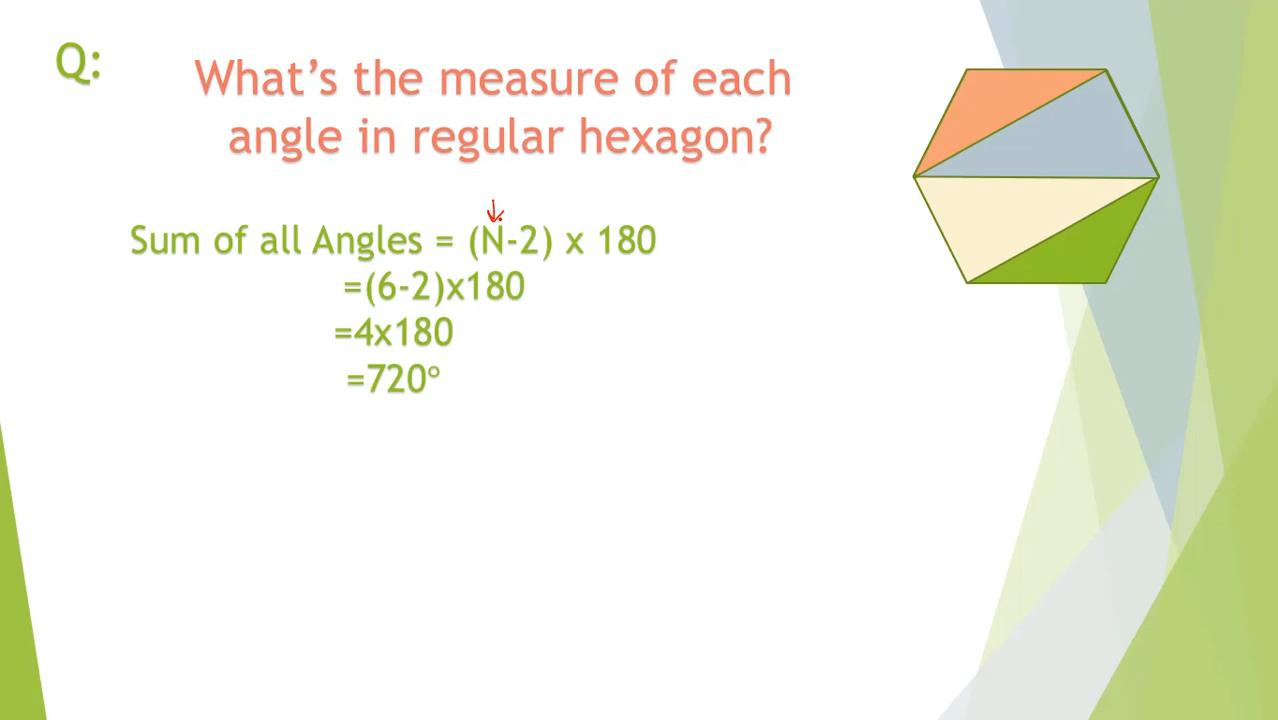 Q:
What’s the measure of each
angle in regular hexagon?
Sum of all Angles = (N-2) x 180
=(6-2)x180
=4x180
=720°